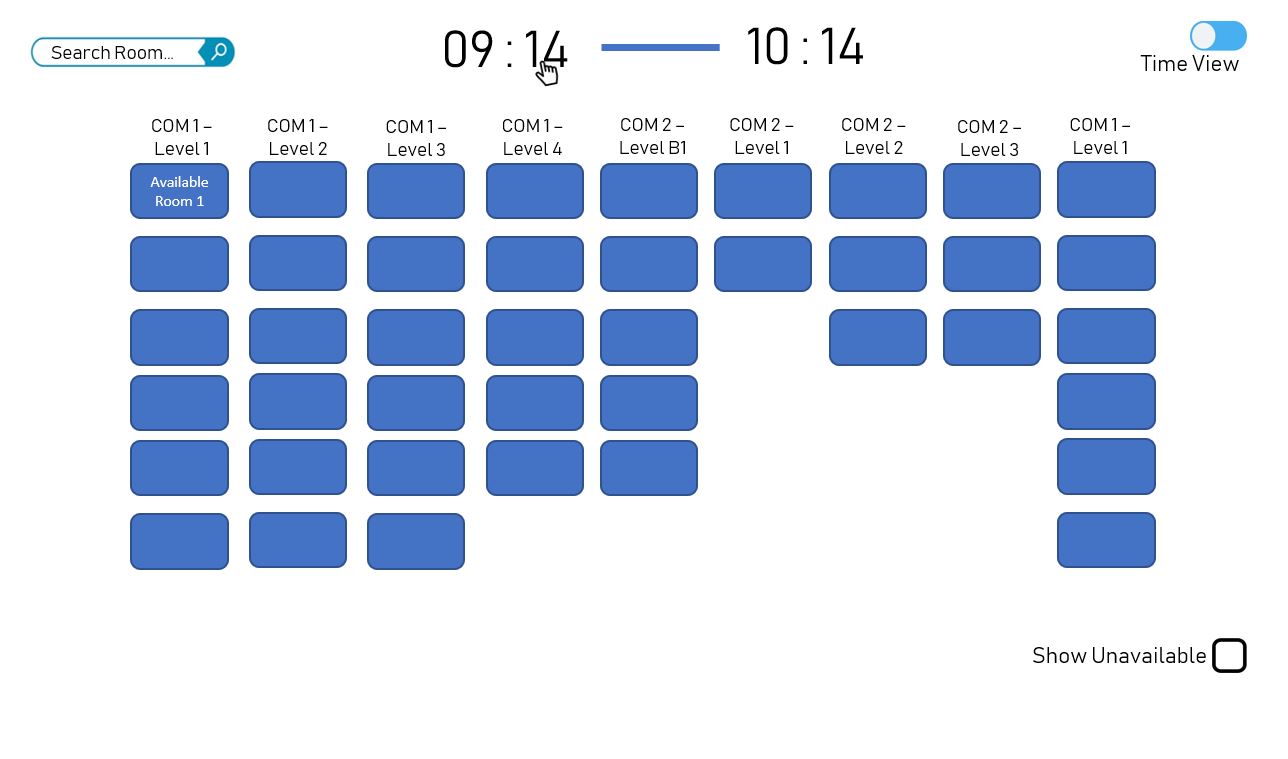 Search Room...
09 : 14
10 : 14
Time View
COM 1 –
Level 1
COM 1 –
Level 2
COM 1 –
Level 3
COM 1 –
Level 4
COM 2 –
Level B1
COM 2 –
Level 1
COM 2 –
Level 2
COM 2 –
Level 3
COM 1 –
Level 1
Available
Room 1
Show Unavailable